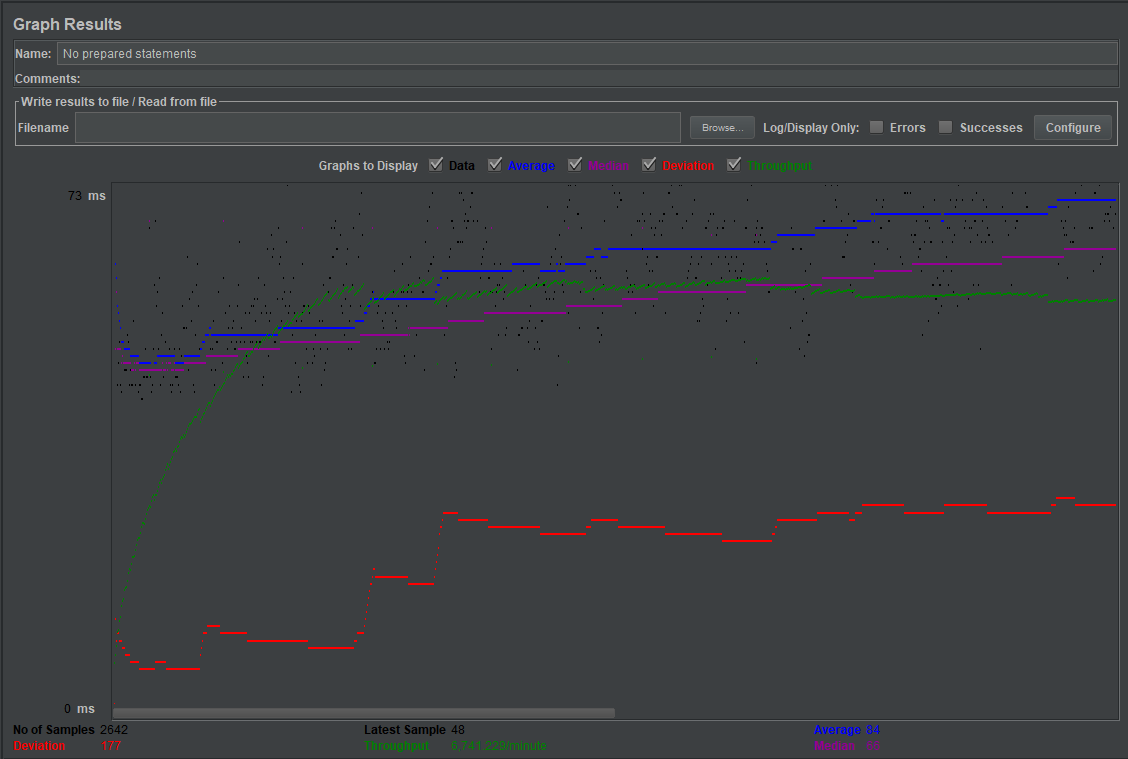 Graph Results
Name: No prepared statements
Comments:
Write results to file / Read from file
Filename Browse... Log/Display Only: Errors Successes Configure
Graphs to Display Data Average Median Deviation Throughput
73 ms
0 ms
No of Samples 2642 Latest Sample 48 Average 84
Deviation 177 Throughput 6,741.229/minute Median